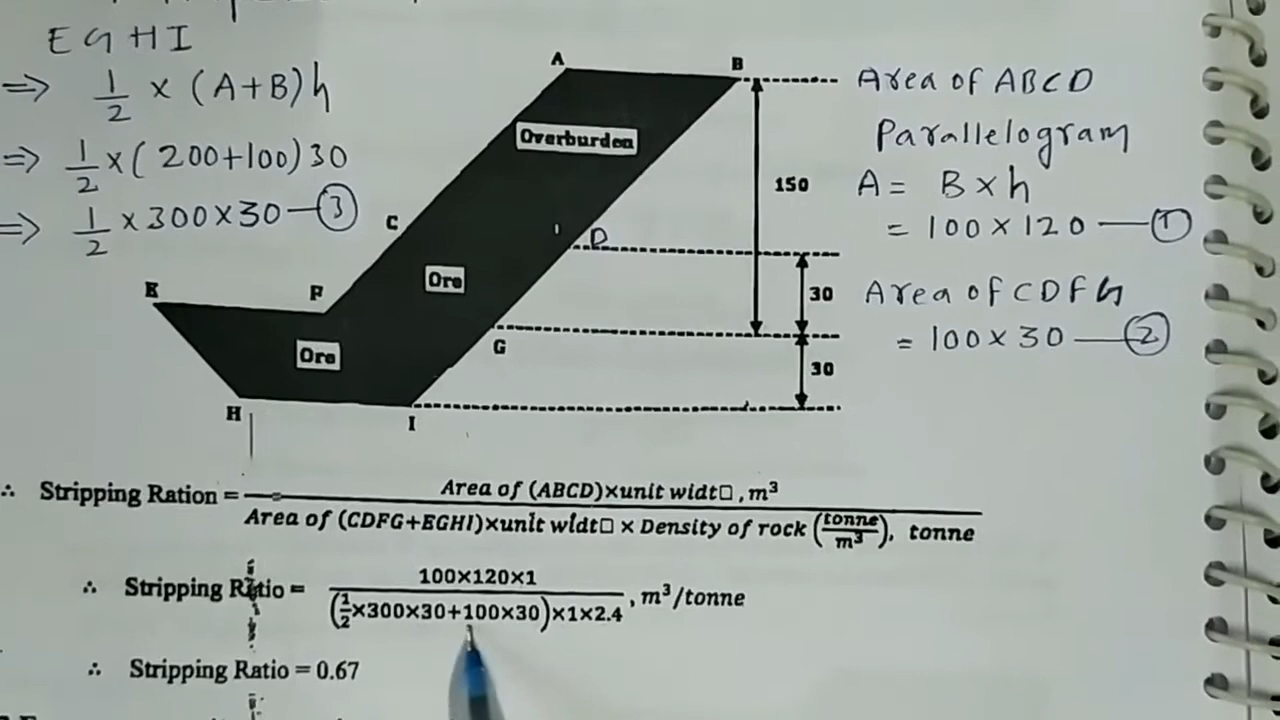 EGHI
=> 1/2 × (A+B)h
=> 1/2 × (200+100)30
=> 1/2 × 300×30 — ③
A
B
Overburden
C
D
150
Ore
E
F
30
Ore
G
30
H
I
Area of ABCD
Parallelogram
A = B×h
= 100×120 — ①
Area of CDFG
= 100×30 — ②
∴ Stripping Ration = Area of (ABCD)×unit widt□, m³ / Area of (CDFG+EGHI)×unit widt□ × Density of rock (tonne/m³), tonne
∴ Stripping Ratio = 100×120×1 / (1/2×300×30+100×30)×1×2.4, m³/tonne
∴ Stripping Ratio = 0.67